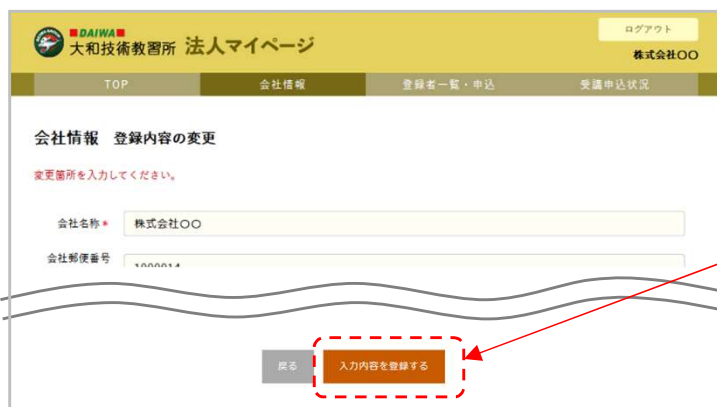 DAIWA
大和技術教習所 法人マイページ
ログアウト
株式会社〇〇
TOP 会社情報 登録者一覧・申込 受講申込状況
会社情報 登録内容の変更
変更箇所を入力してください。
会社名称* 株式会社〇〇
会社郵便番号 1000014
戻る 入力内容を登録する